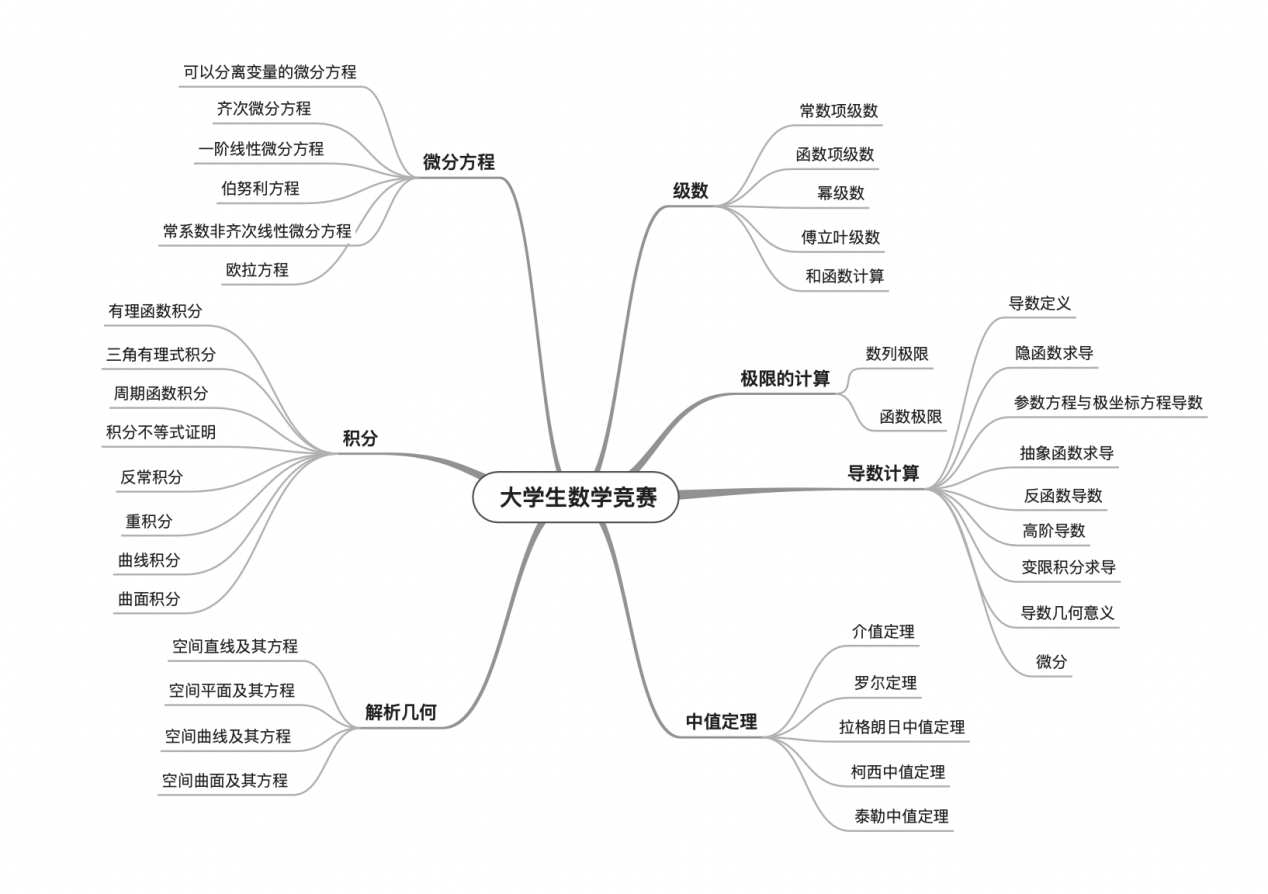 大学生数学竞赛
微分方程
可以分离变量的微分方程
齐次微分方程
一阶线性微分方程
伯努利方程
常系数非齐次线性微分方程
欧拉方程
积分
有理函数积分
三角有理式积分
周期函数积分
积分不等式证明
反常积分
重积分
曲线积分
曲面积分
解析几何
空间直线及其方程
空间平面及其方程
空间曲线及其方程
空间曲面及其方程
级数
常数项级数
函数项级数
幂级数
傅立叶级数
和函数计算
极限的计算
数列极限
函数极限
导数计算
导数定义
隐函数求导
参数方程与极坐标方程导数
抽象函数求导
反函数导数
高阶导数
变限积分求导
导数几何意义
微分
中值定理
介值定理
罗尔定理
拉格朗日中值定理
柯西中值定理
泰勒中值定理